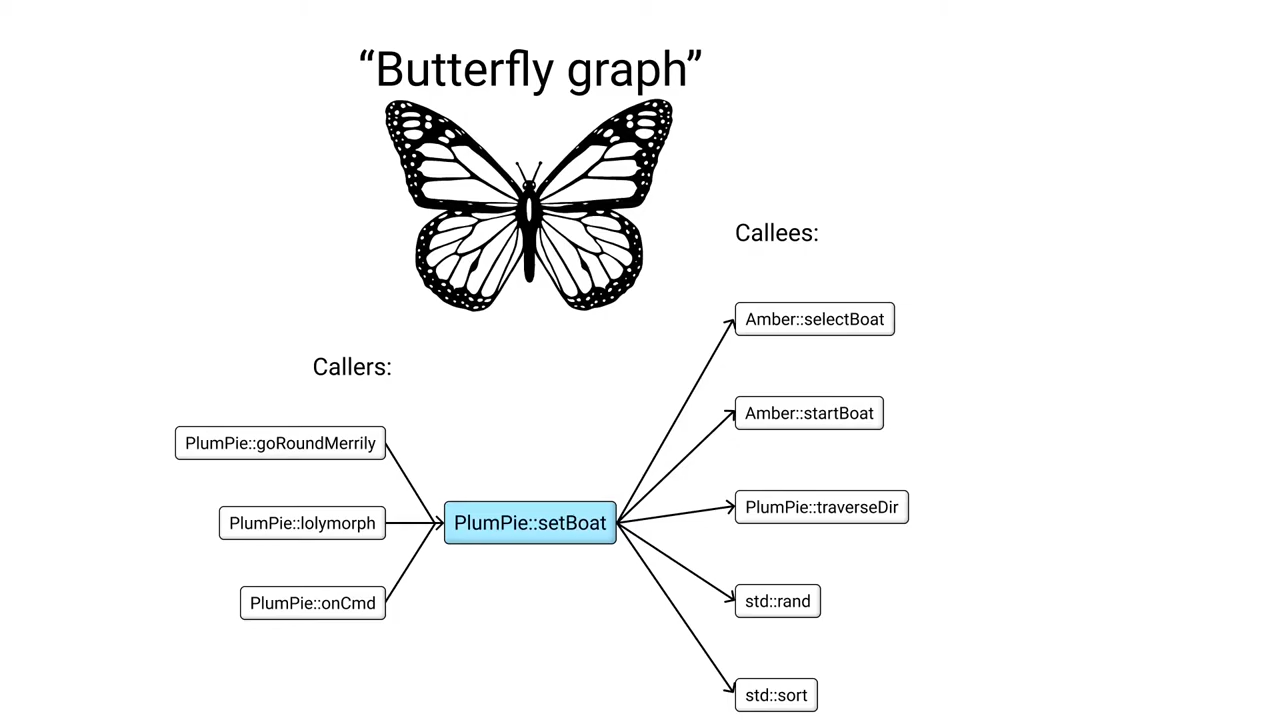 “Butterfly graph”
Callees:
Amber::selectBoat
Callers:
Amber::startBoat
PlumPie::goRoundMerrily
PlumPie::traverseDir
PlumPie::lolymorph
PlumPie::setBoat
PlumPie::onCmd
std::rand
std::sort